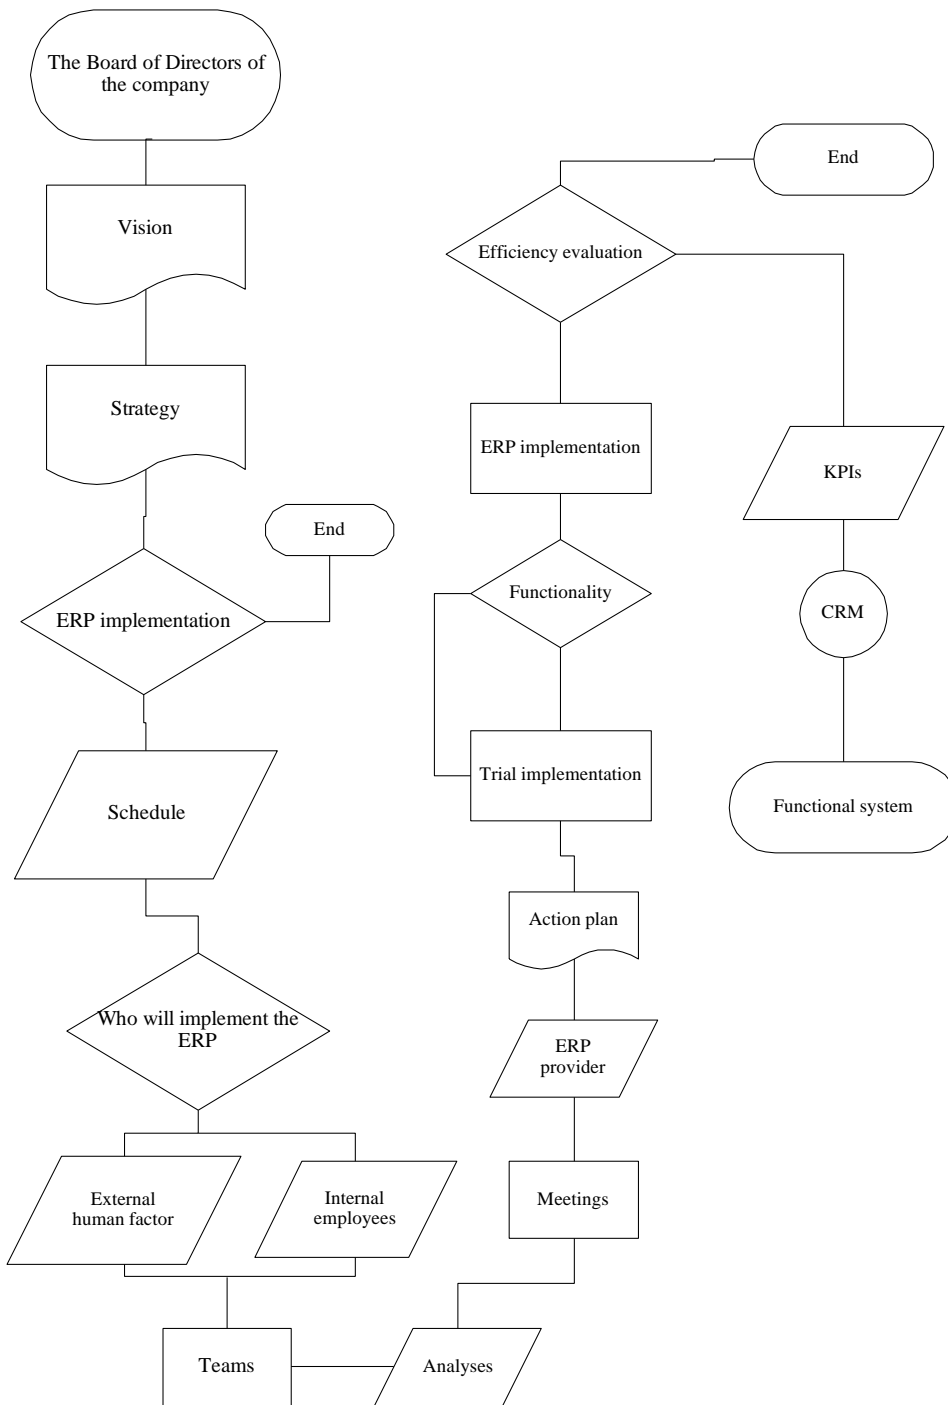 The Board of Directors of
the company
Vision
Strategy
End
ERP implementation
Schedule
Who will implement the
ERP
External
human factor
Internal
employees
Teams
Analyses
Meetings
ERP
provider
Action plan
Trial implementation
Functionality
ERP implementation
Efficiency evaluation
End
KPIs
CRM
Functional system